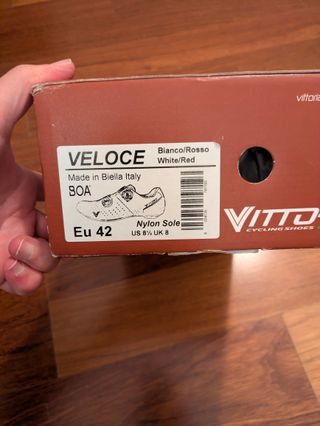 vittoria
VELOCE
Bianco/Rosso
White/Red
Made in Biella Italy
BOA
Nylon Sole
Eu 42
US 8½ UK 8
VITTO
CYCLING SHOES